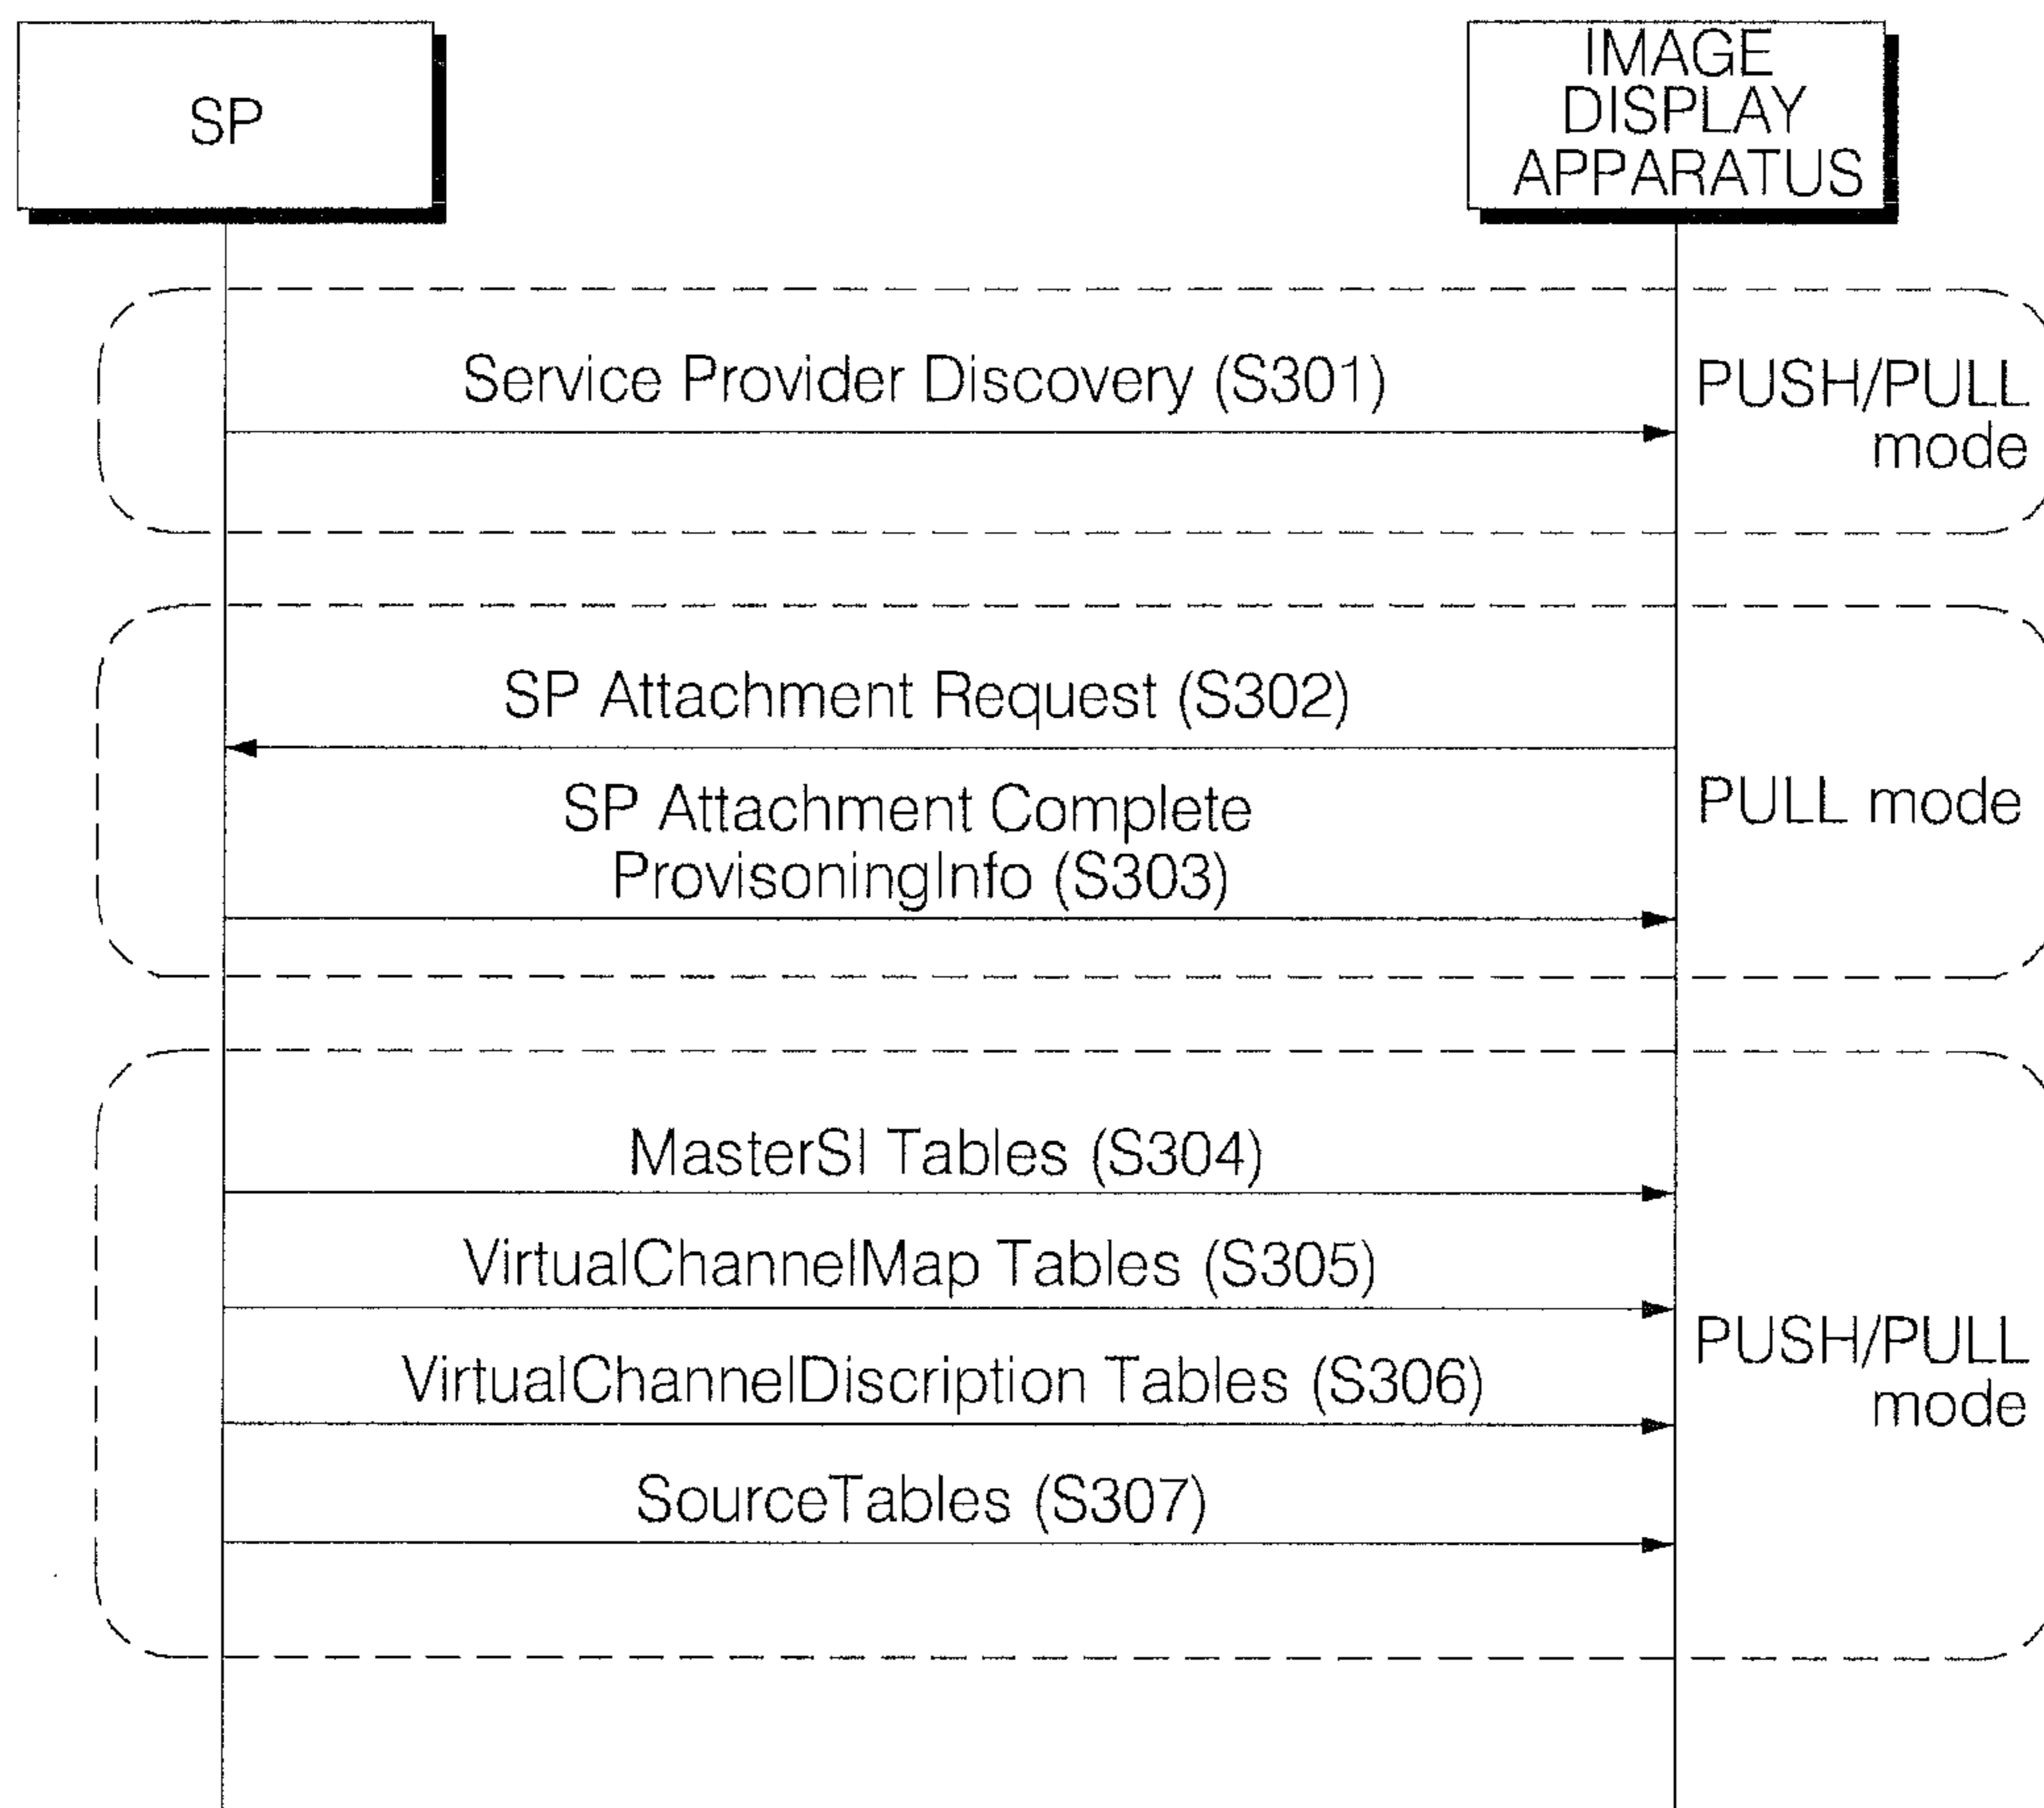 SP
IMAGE
DISPLAY
APPARATUS
Service Provider Discovery (S301)
PUSH/PULL
mode
SP Attachment Request (S302)
SP Attachment Complete
ProvisoningInfo (S303)
PULL mode
MasterSI Tables (S304)
VirtualChannelMap Tables (S305)
VirtualChannelDiscription Tables (S306)
SourceTables (S307)
PUSH/PULL
mode